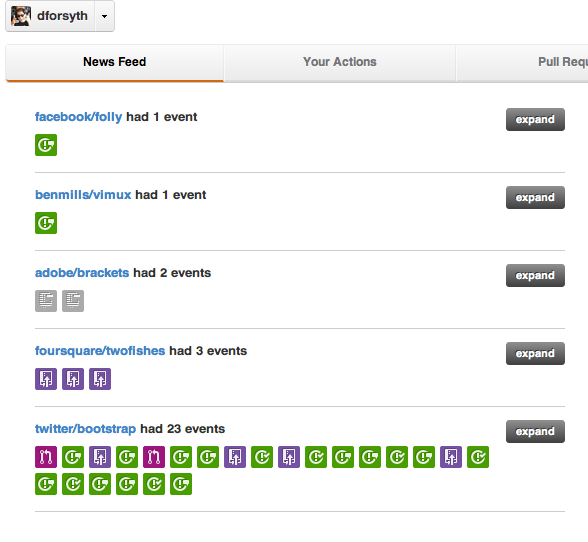 dforsyth
News Feed Your Actions Pull Requ
facebook/folly had 1 event expand
benmills/vimux had 1 event expand
adobe/brackets had 2 events expand
foursquare/twofishes had 3 events expand
twitter/bootstrap had 23 events expand